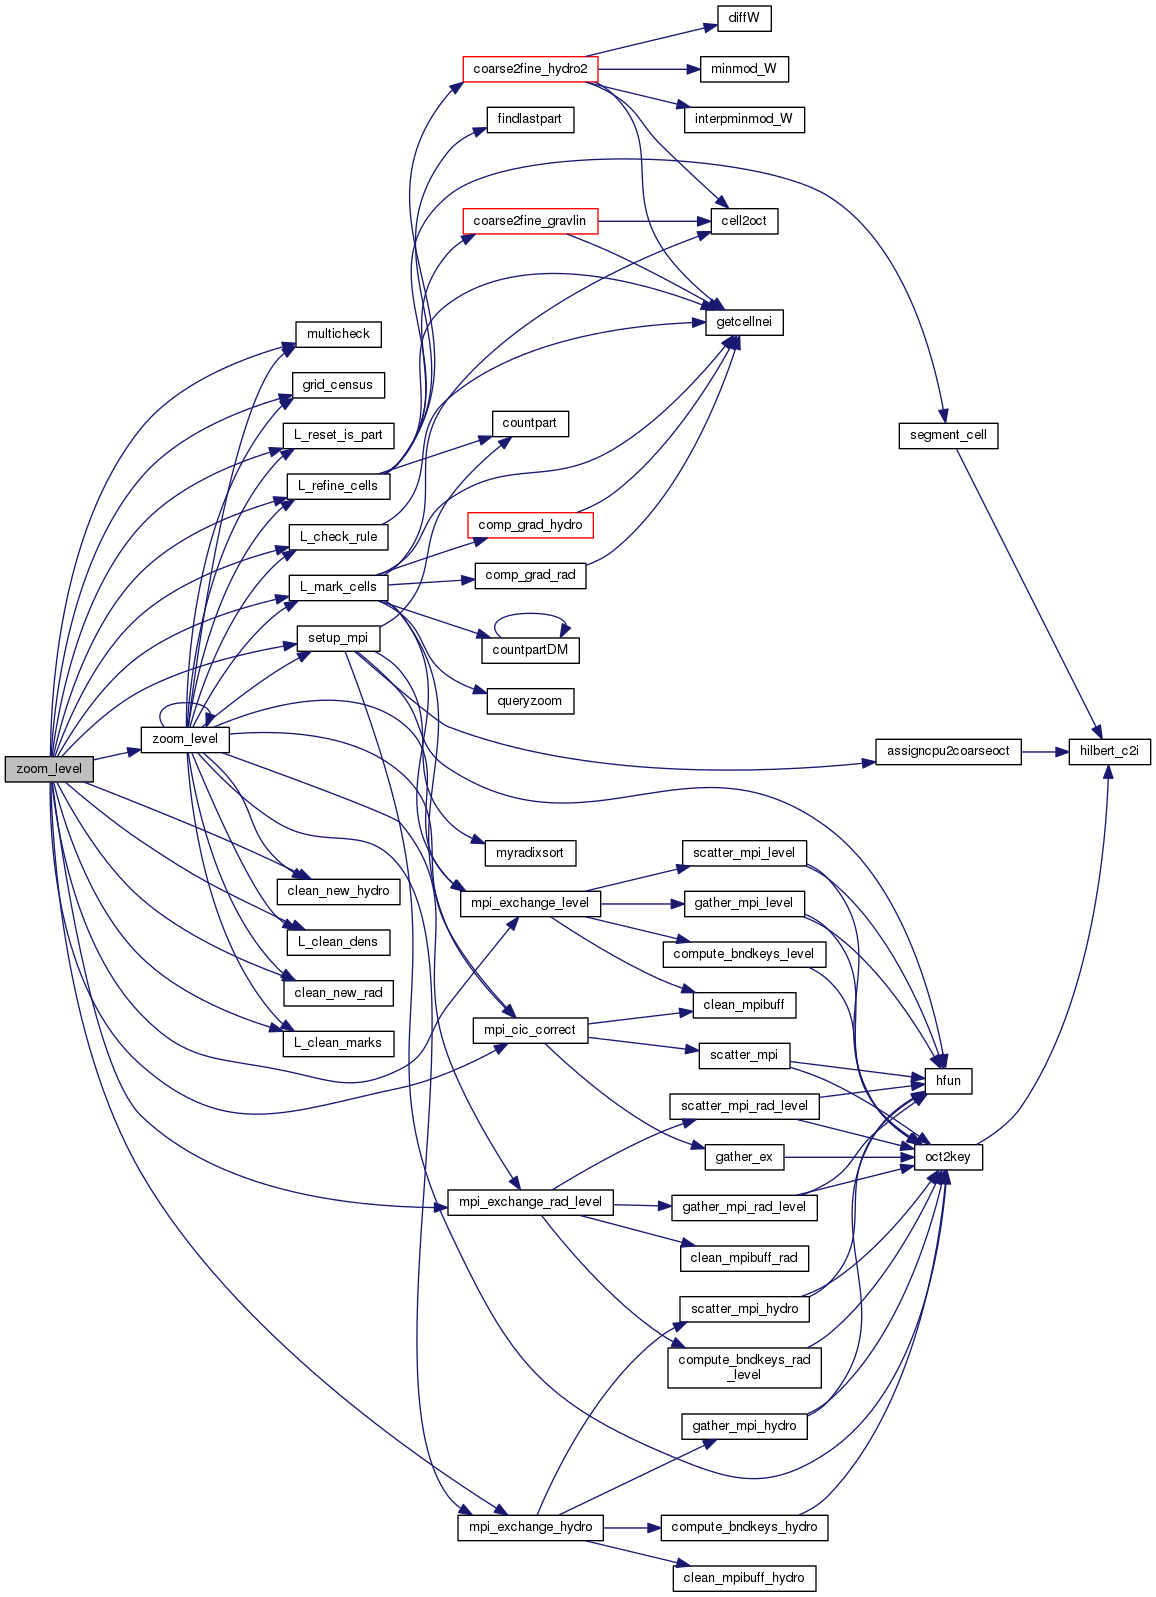 diffW
coarse2fine_hydro2
minmod_W
findlastpart
interpminmod_W
coarse2fine_gravlin
cell2oct
getcellnei
multicheck
grid_census
countpart
L_reset_is_part
segment_cell
L_refine_cells
comp_grad_hydro
L_check_rule
comp_grad_rad
L_mark_cells
setup_mpi
countpartDM
queryzoom
zoom_level
zoom_level
assigncpu2coarseoct
hilbert_c2i
myradixsort
scatter_mpi_level
clean_new_hydro
mpi_exchange_level
gather_mpi_level
L_clean_dens
compute_bndkeys_level
clean_new_rad
clean_mpibuff
L_clean_marks
mpi_cic_correct
scatter_mpi
hfun
scatter_mpi_rad_level
gather_ex
oct2key
mpi_exchange_rad_level
gather_mpi_rad_level
clean_mpibuff_rad
scatter_mpi_hydro
compute_bndkeys_rad
_level
gather_mpi_hydro
mpi_exchange_hydro
compute_bndkeys_hydro
clean_mpibuff_hydro